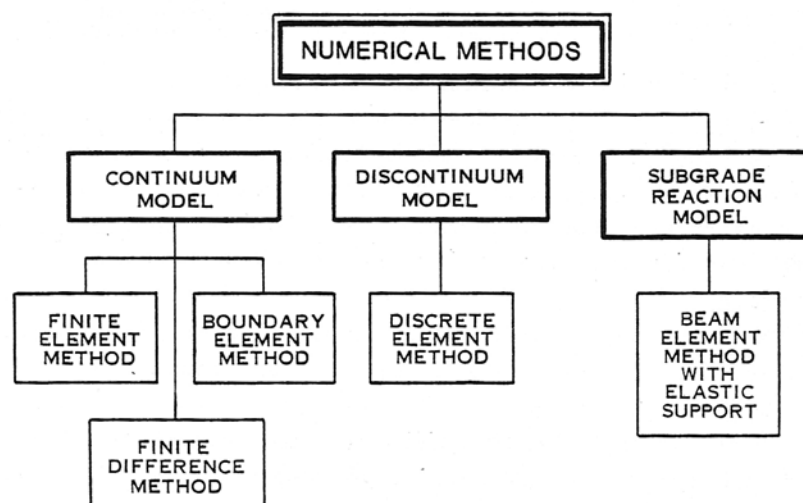 NUMERICAL METHODS
CONTINUUM
MODEL
DISCONTINUUM
MODEL
SUBGRADE
REACTION
MODEL
FINITE
ELEMENT
METHOD
BOUNDARY
ELEMENT
METHOD
DISCRETE
ELEMENT
METHOD
BEAM
ELEMENT
METHOD
WITH
ELASTIC
SUPPORT
FINITE
DIFFERENCE
METHOD